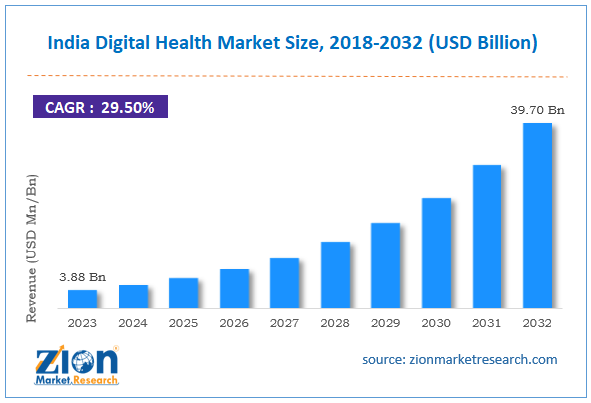 India Digital Health Market Size, 2018-2032 (USD Billion)
CAGR : 29.50%
39.70 Bn
Revenue (USD Mn/Bn)
3.88 Bn
2023 2024 2025 2026 2027 2028 2029 2030 2031 2032
Zion
Market.Research
source: zionmarketresearch.com